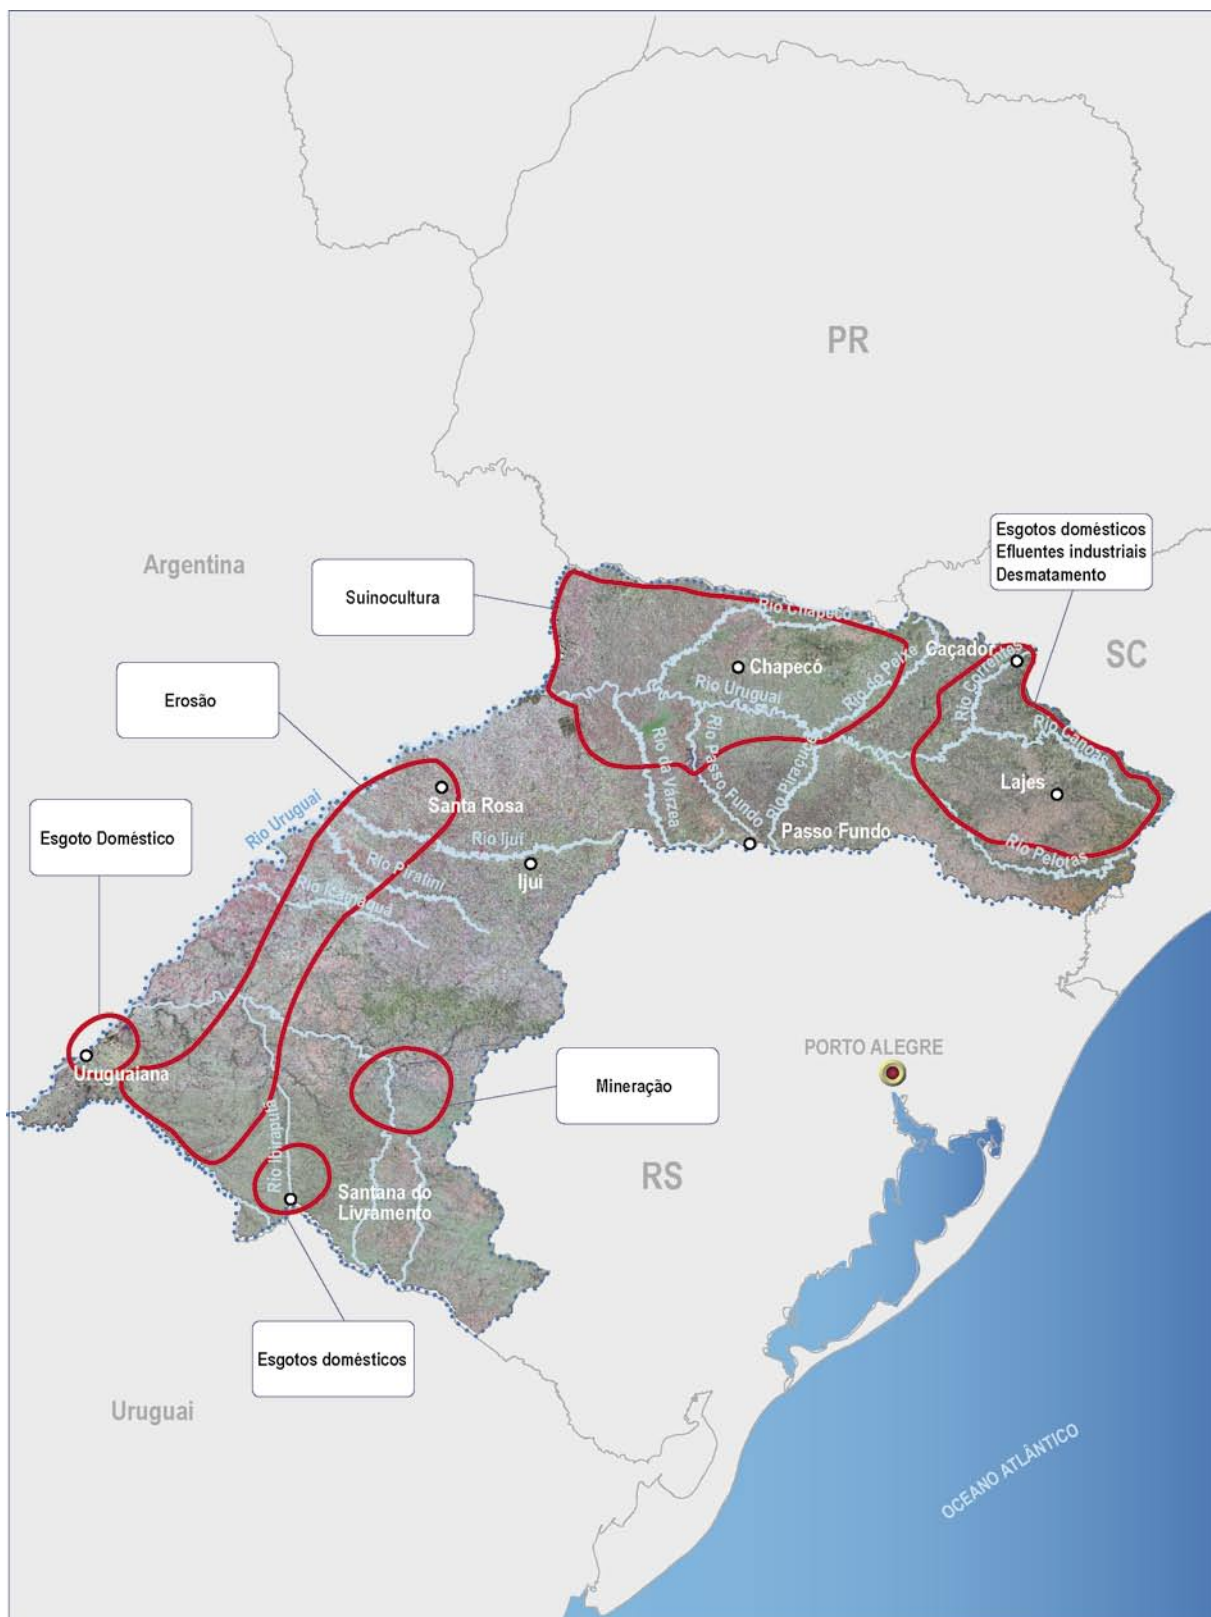 PR
Esgotos domésticos
Efluentes industriais
Desmatamento
Argentina
Suinocultura
Rio Chapecó
SC
Caçador
Rio Correntes
Chapecó
Rio do Peixe
Rio Uruguai
Erosão
Rio Canoas
Rio da Varzea
Rio Passo Fundo
Rio Piraçuca
Lajes
Santa Rosa
Rio Uruguai
Esgoto Doméstico
Rio Ijuí
Passo Fundo
Rio Pelotas
Ijui
Rio Piratini
PORTO ALEGRE
Uruguaiana
Mineração
Rio Ibirapuitã
RS
Santana do
Livramento
Esgotos domésticos
Uruguai
OCEANO ATLÂNTICO